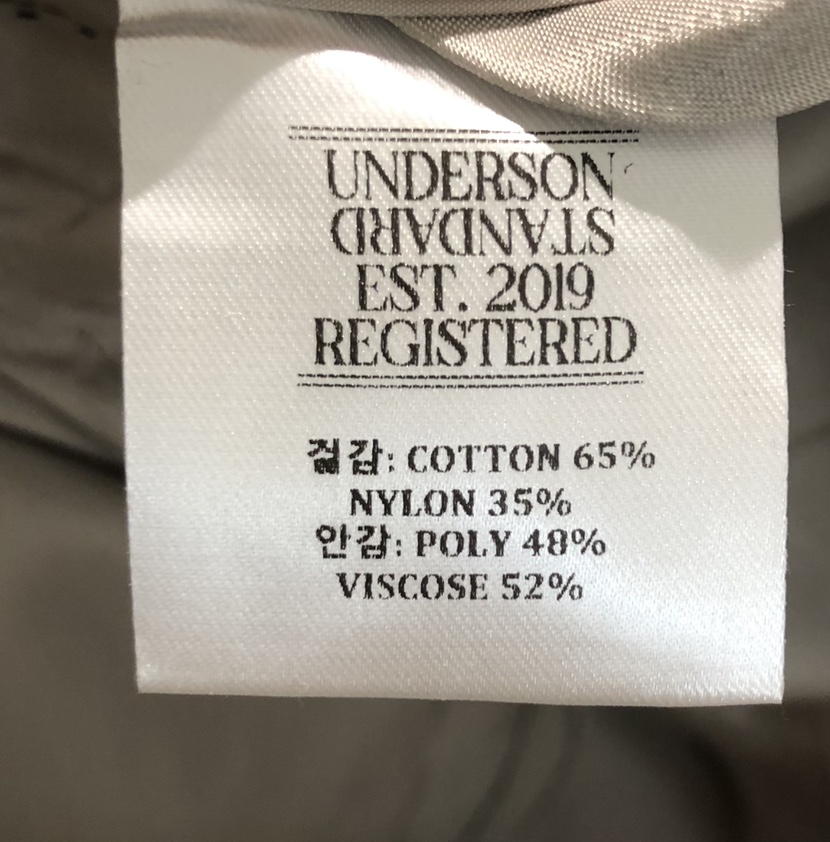 UNDERSON
STANDARD
EST. 2019
REGISTERED
겉감: COTTON 65%
NYLON 35%
안감: POLY 48%
VISCOSE 52%